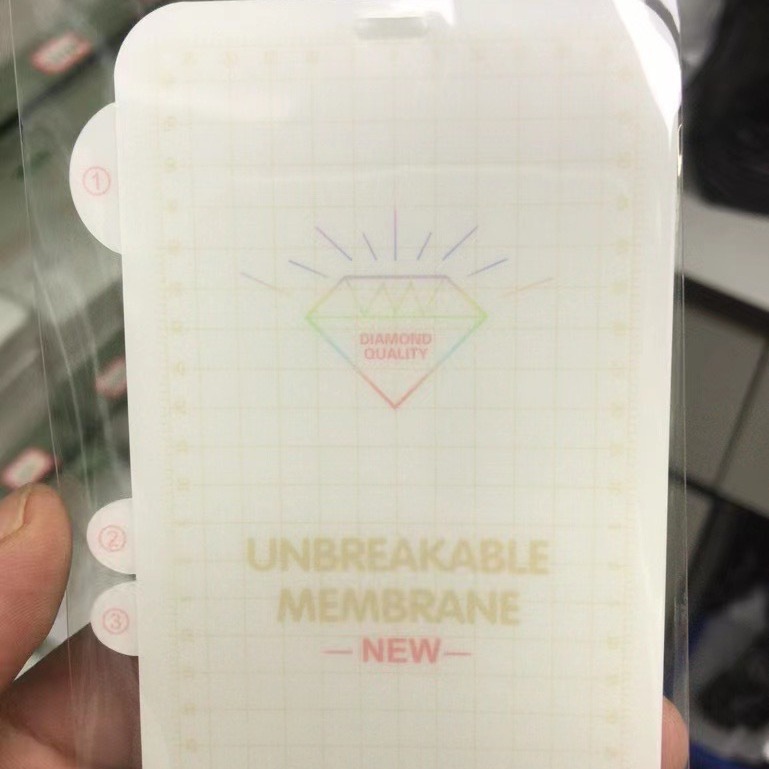 ①
DIAMOND
QUALITY
②
UNBREAKABLE
MEMBRANE
③
— NEW —